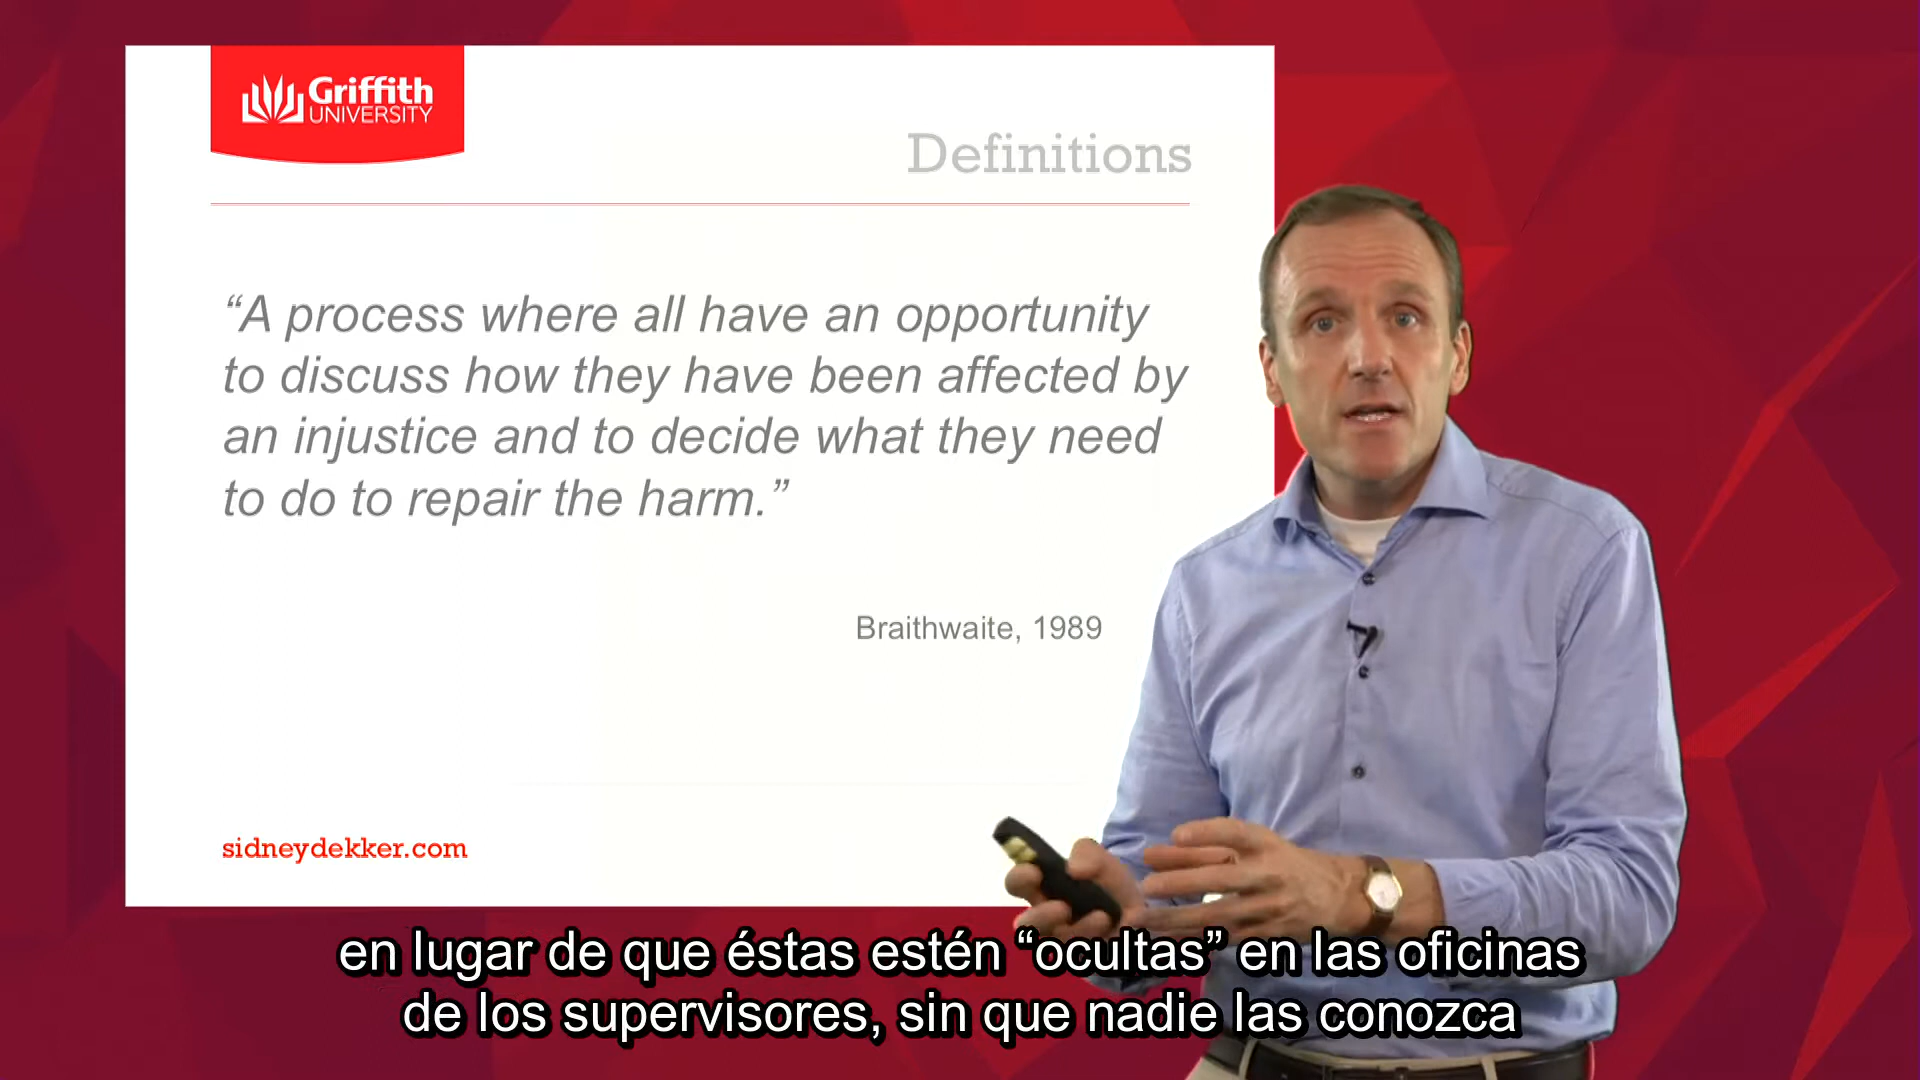 Griffith
UNIVERSITY
Definitions
“A process where all have an opportunity
to discuss how they have been affected by
an injustice and to decide what they need
to do to repair the harm.”
Braithwaite, 1989
sidneydekker.com
en lugar de que éstas estén “ocultas” en las oficinas
de los supervisores, sin que nadie las conozca